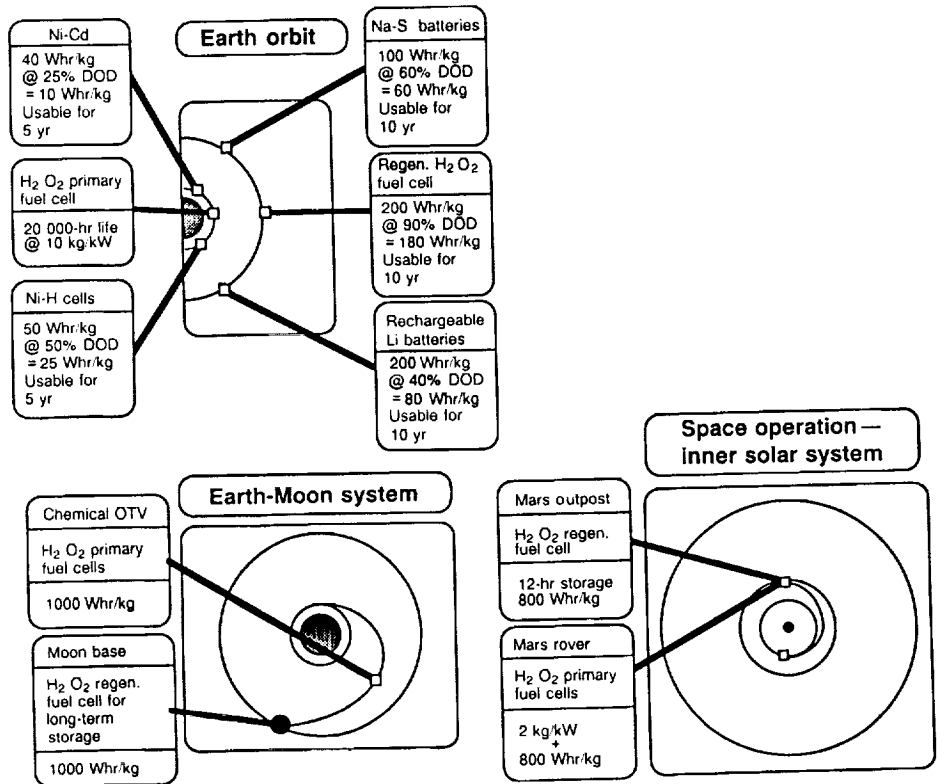 Earth orbit
Ni-Cd
40 Whr/kg
@ 25% DOD
= 10 Whr/kg
Usable for
5 yr
H₂ O₂ primary
fuel cell
20 000-hr life
@ 10 kg/kW
Ni-H cells
50 Whr/kg
@ 50% DOD
= 25 Whr/kg
Usable for
5 yr
Na-S batteries
100 Whr/kg
@ 60% DOD
= 60 Whr/kg
Usable for
10 yr
Regen. H₂ O₂
fuel cell
200 Whr/kg
@ 90% DOD
= 180 Whr/kg
Usable for
10 yr
Rechargeable
Li batteries
200 Whr/kg
@ 40% DOD
= 80 Whr/kg
Usable for
10 yr
Earth-Moon system
Chemical OTV
H₂ O₂ primary
fuel cells
1000 Whr/kg
Moon base
H₂ O₂ regen.
fuel cell for
long-term
storage
1000 Whr/kg
Space operation—
inner solar system
Mars outpost
H₂ O₂ regen.
fuel cell
12-hr storage
800 Whr/kg
Mars rover
H₂ O₂ primary
fuel cells
2 kg/kW
+
800 Whr/kg